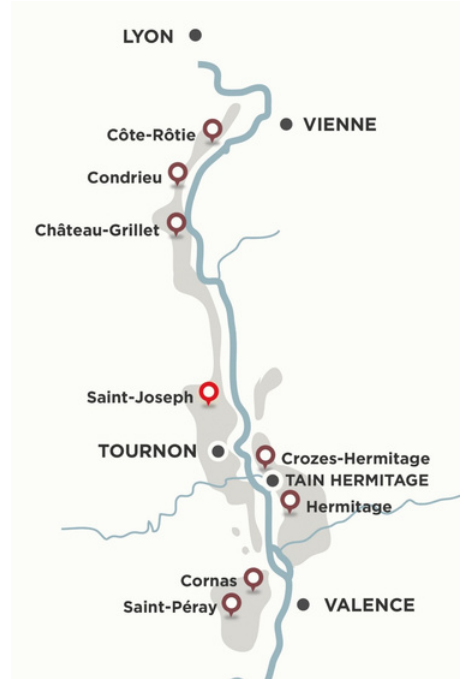 LYON
VIENNE
Côte-Rôtie
Condrieu
Château-Grillet
Saint-Joseph
TOURNON
Crozes-Hermitage
TAIN HERMITAGE
Hermitage
Cornas
Saint-Péray
VALENCE